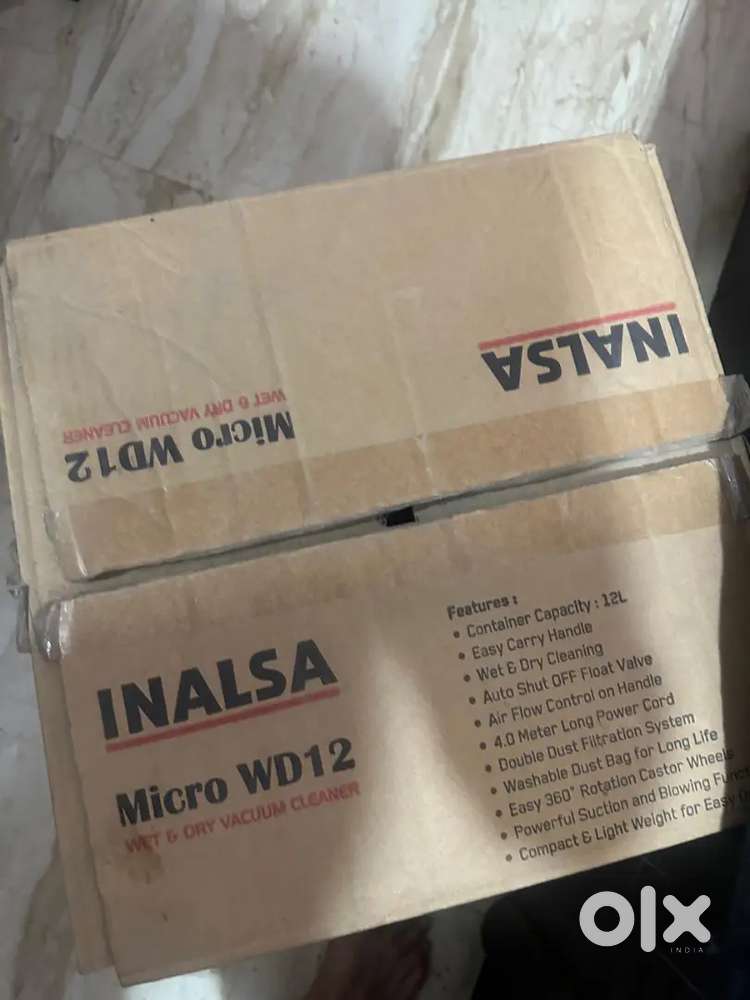 INALSA
Micro WD12
WET & DRY VACUUM CLEANER
INALSA
Micro WD12
WET & DRY VACUUM CLEANER
Features :
• Container Capacity : 12L
• Easy Carry Handle
• Wet & Dry Cleaning
• Auto Shut OFF Float Valve
• Air Flow Control on Handle
• 4.0 Meter Long Power Cord
• Double Dust Filtration System
• Washable Dust Bag for Long Life
• Easy 360° Rotation Castor Wheels
• Powerful Suction and Blowing Func
• Compact & Light Weight for Easy
olx
INDIA